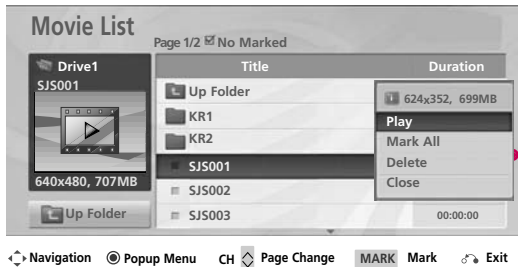 Movie List
Page 1/2 No Marked
Drive1
SJS001
640x480, 707MB
Up Folder
Title Duration
Up Folder
KR1
KR2
SJS001
SJS002
SJS003 00:00:00
624x352, 699MB
Play
Mark All
Delete
Close
Navigation Popup Menu CH Page Change MARK Mark Exit